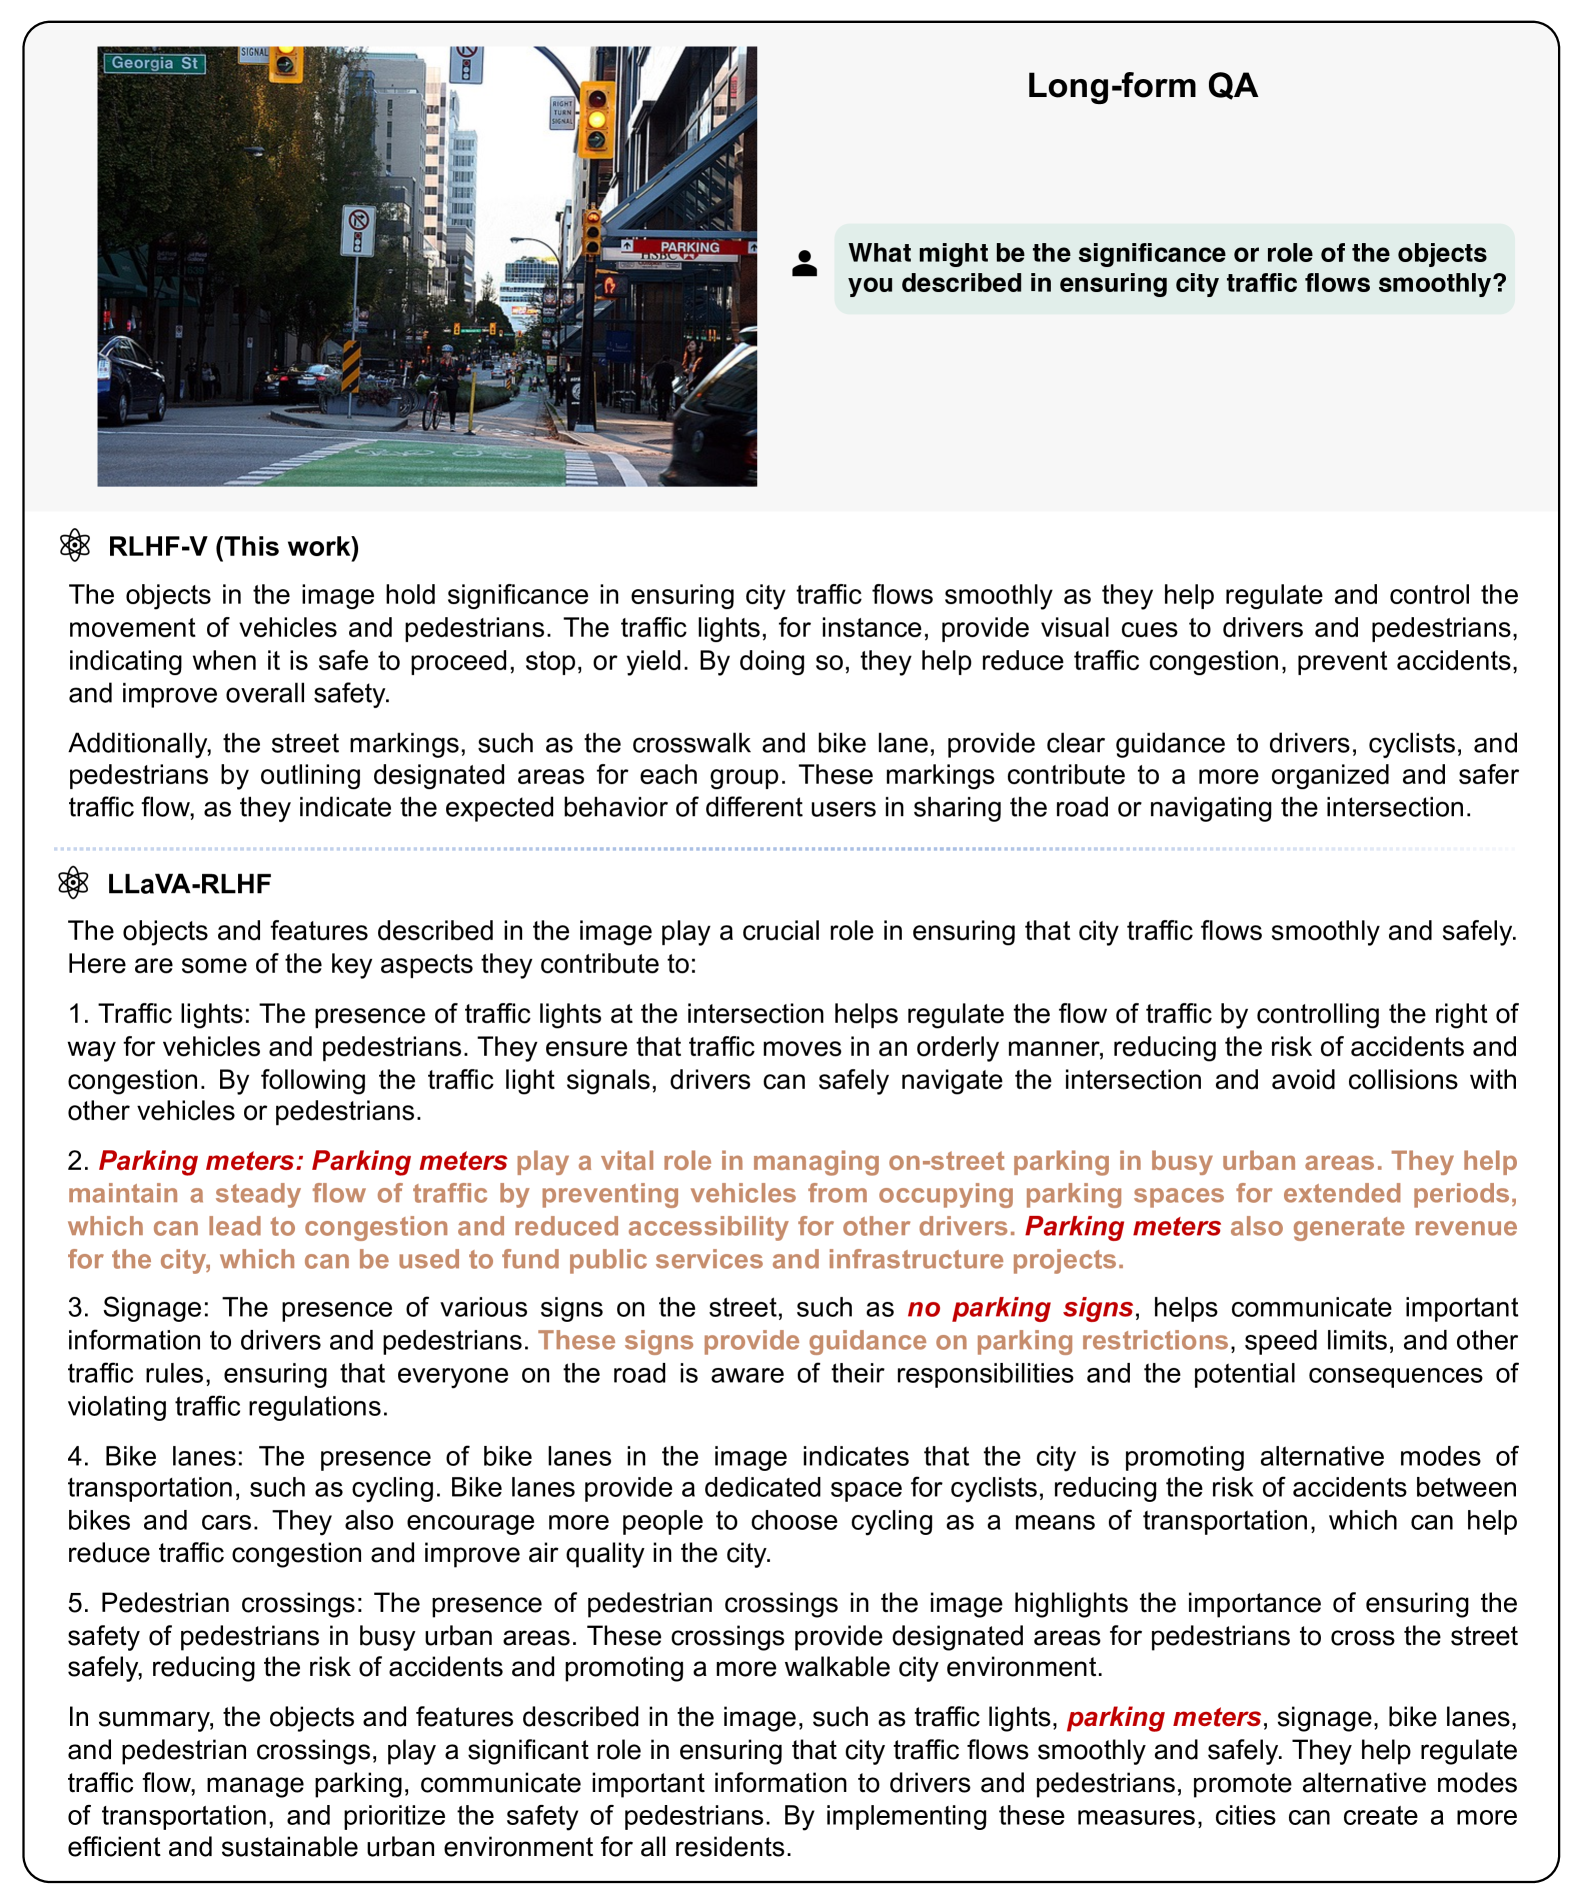 Georgia St
SIGNAL
RIGHT
TURN
SIGNAL
PARKING
HSBC
Long-form QA
What might be the significance or role of the objects
you described in ensuring city traffic flows smoothly?
RLHF-V (This work)
The objects in the image hold significance in ensuring city traffic flows smoothly as they help regulate and control the
movement of vehicles and pedestrians. The traffic lights, for instance, provide visual cues to drivers and pedestrians,
indicating when it is safe to proceed, stop, or yield. By doing so, they help reduce traffic congestion, prevent accidents,
and improve overall safety.
Additionally, the street markings, such as the crosswalk and bike lane, provide clear guidance to drivers, cyclists, and
pedestrians by outlining designated areas for each group. These markings contribute to a more organized and safer
traffic flow, as they indicate the expected behavior of different users in sharing the road or navigating the intersection.
LLaVA-RLHF
The objects and features described in the image play a crucial role in ensuring that city traffic flows smoothly and safely.
Here are some of the key aspects they contribute to:
1. Traffic lights: The presence of traffic lights at the intersection helps regulate the flow of traffic by controlling the right of
way for vehicles and pedestrians. They ensure that traffic moves in an orderly manner, reducing the risk of accidents and
congestion. By following the traffic light signals, drivers can safely navigate the intersection and avoid collisions with
other vehicles or pedestrians.
2. Parking meters: Parking meters play a vital role in managing on-street parking in busy urban areas. They help
maintain a steady flow of traffic by preventing vehicles from occupying parking spaces for extended periods,
which can lead to congestion and reduced accessibility for other drivers. Parking meters also generate revenue
for the city, which can be used to fund public services and infrastructure projects.
3. Signage: The presence of various signs on the street, such as no parking signs, helps communicate important
information to drivers and pedestrians. These signs provide guidance on parking restrictions, speed limits, and other
traffic rules, ensuring that everyone on the road is aware of their responsibilities and the potential consequences of
violating traffic regulations.
4. Bike lanes: The presence of bike lanes in the image indicates that the city is promoting alternative modes of
transportation, such as cycling. Bike lanes provide a dedicated space for cyclists, reducing the risk of accidents between
bikes and cars. They also encourage more people to choose cycling as a means of transportation, which can help
reduce traffic congestion and improve air quality in the city.
5. Pedestrian crossings: The presence of pedestrian crossings in the image highlights the importance of ensuring the
safety of pedestrians in busy urban areas. These crossings provide designated areas for pedestrians to cross the street
safely, reducing the risk of accidents and promoting a more walkable city environment.
In summary, the objects and features described in the image, such as traffic lights, parking meters, signage, bike lanes,
and pedestrian crossings, play a significant role in ensuring that city traffic flows smoothly and safely. They help regulate
traffic flow, manage parking, communicate important information to drivers and pedestrians, promote alternative modes
of transportation, and prioritize the safety of pedestrians. By implementing these measures, cities can create a more
efficient and sustainable urban environment for all residents.